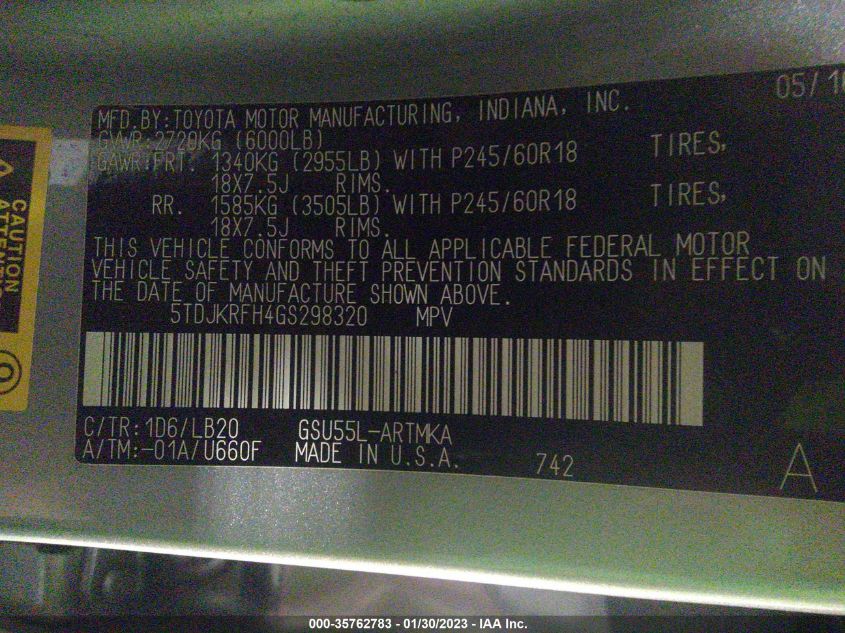 05/16
MFD.BY:TOYOTA MOTOR MANUFACTURING, INDIANA, INC.
GVWR:2720KG (6000LB)
GAWR:FRT. 1340KG (2955LB) WITH P245/60R18 TIRES,
18X7.5J RIMS.
RR. 1585KG (3505LB) WITH P245/60R18 TIRES,
18X7.5J RIMS.
THIS VEHICLE CONFORMS TO ALL APPLICABLE FEDERAL MOTOR
VEHICLE SAFETY AND THEFT PREVENTION STANDARDS IN EFFECT ON
THE DATE OF MANUFACTURE SHOWN ABOVE.
5TDJKRFH4GS298320 MPV
C/TR:1D6/LB20 GSU55L-ARTMKA
A/TM:-01A/U660F MADE IN U.S.A. 742
A
CAUTION
000-35762783 - 01/30/2023 - IAA Inc.